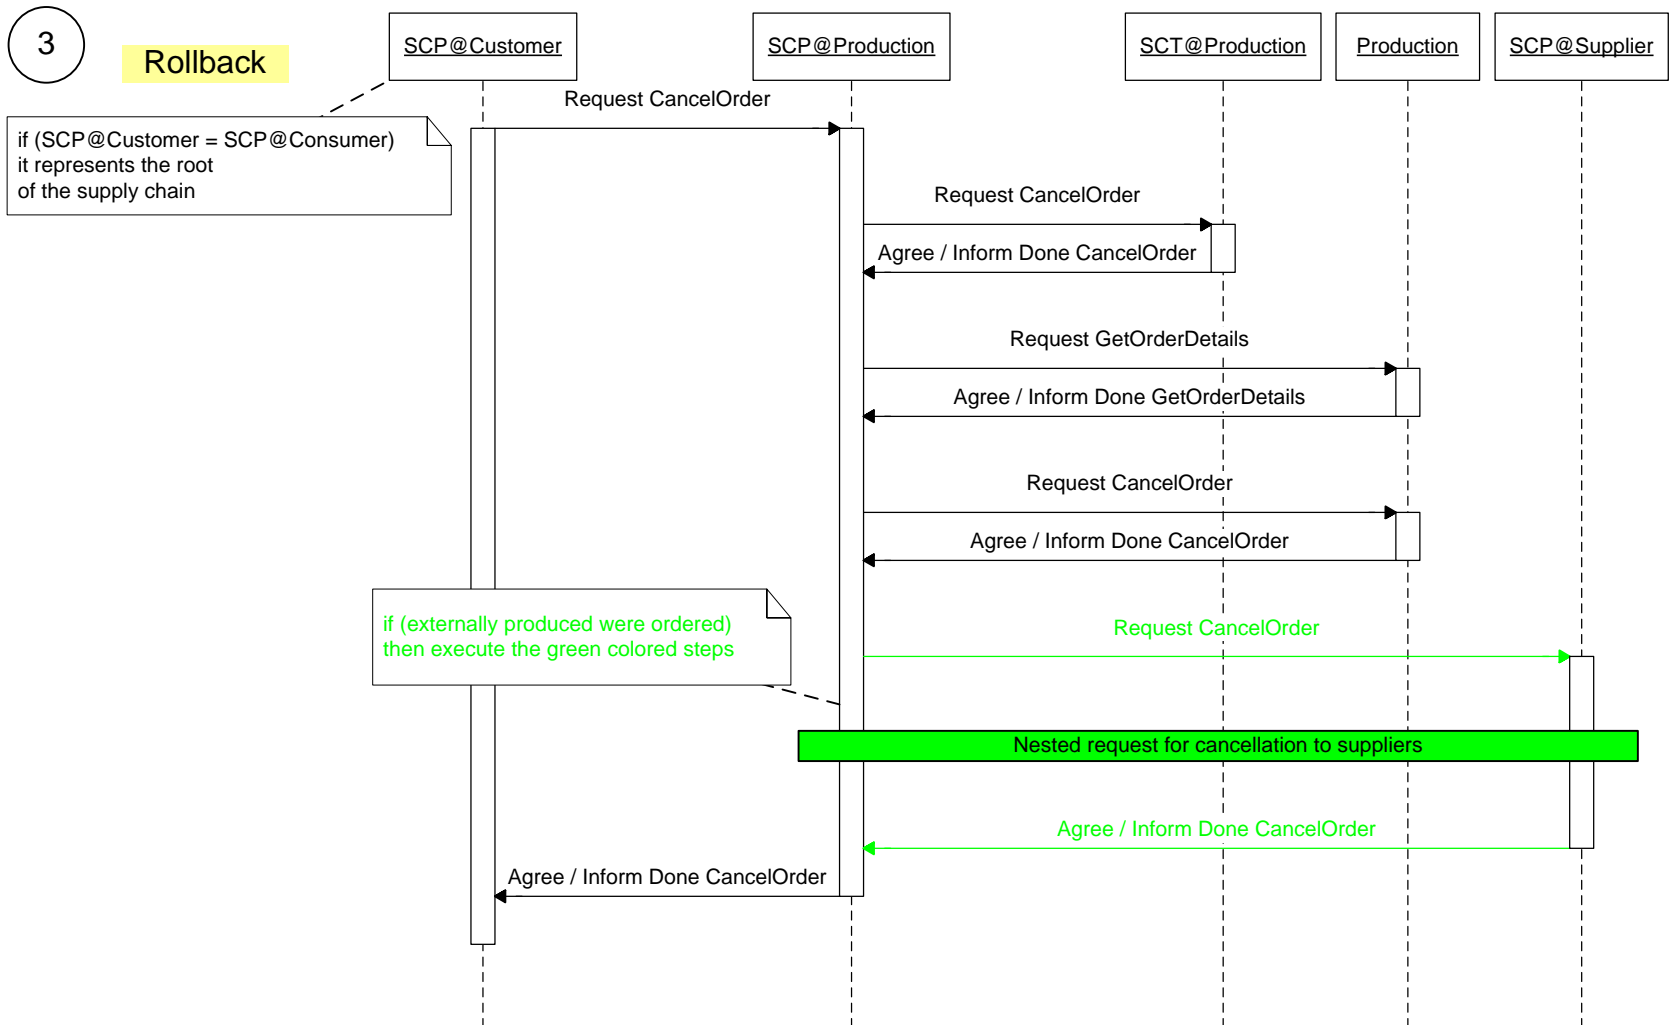 3
Rollback
SCP@Customer
SCP@Production
SCT@Production
Production
SCP@Supplier
Request CancelOrder
if (SCP@Customer = SCP@Consumer)
it represents the root
of the supply chain
Request CancelOrder
Agree / Inform Done CancelOrder
Request GetOrderDetails
Agree / Inform Done GetOrderDetails
Request CancelOrder
Agree / Inform Done CancelOrder
if (externally produced were ordered)
then execute the green colored steps
Request CancelOrder
Nested request for cancellation to suppliers
Agree / Inform Done CancelOrder
Agree / Inform Done CancelOrder